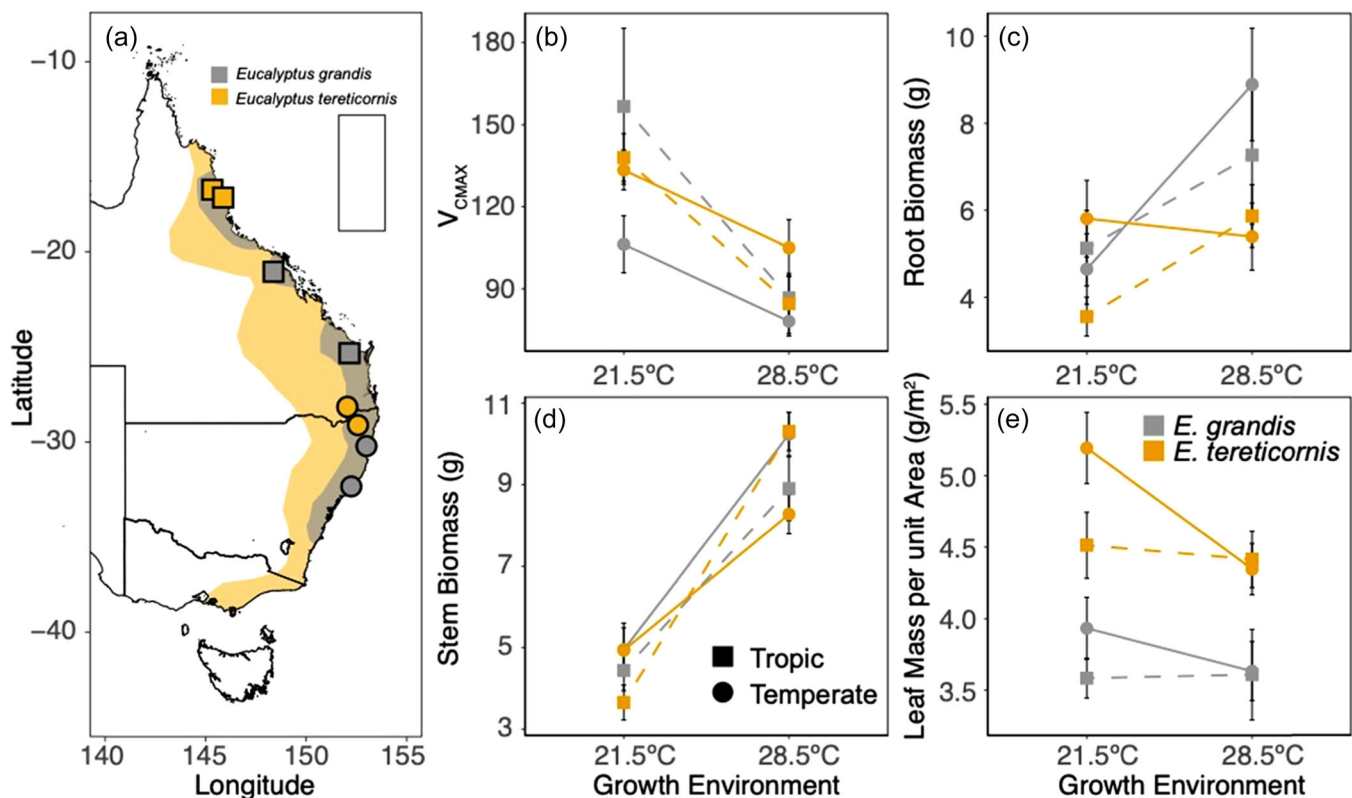 (a)
Eucalyptus grandis
Eucalyptus tereticornis
−10
−20
−30
−40
Latitude
140 145 150 155
Longitude
(b)
180
150
120
90
VCMAX
21.5ºC 28.5ºC
(c)
10
8
6
4
Root Biomass (g)
21.5ºC 28.5ºC
(d)
11
9
7
5
3
Stem Biomass (g)
Tropic
Temperate
21.5ºC 28.5ºC
Growth Environment
(e)
E. grandis
E. tereticornis
5.5
5.0
4.5
4.0
3.5
Leaf Mass per unit Area (g/m²)
21.5ºC 28.5ºC
Growth Environment